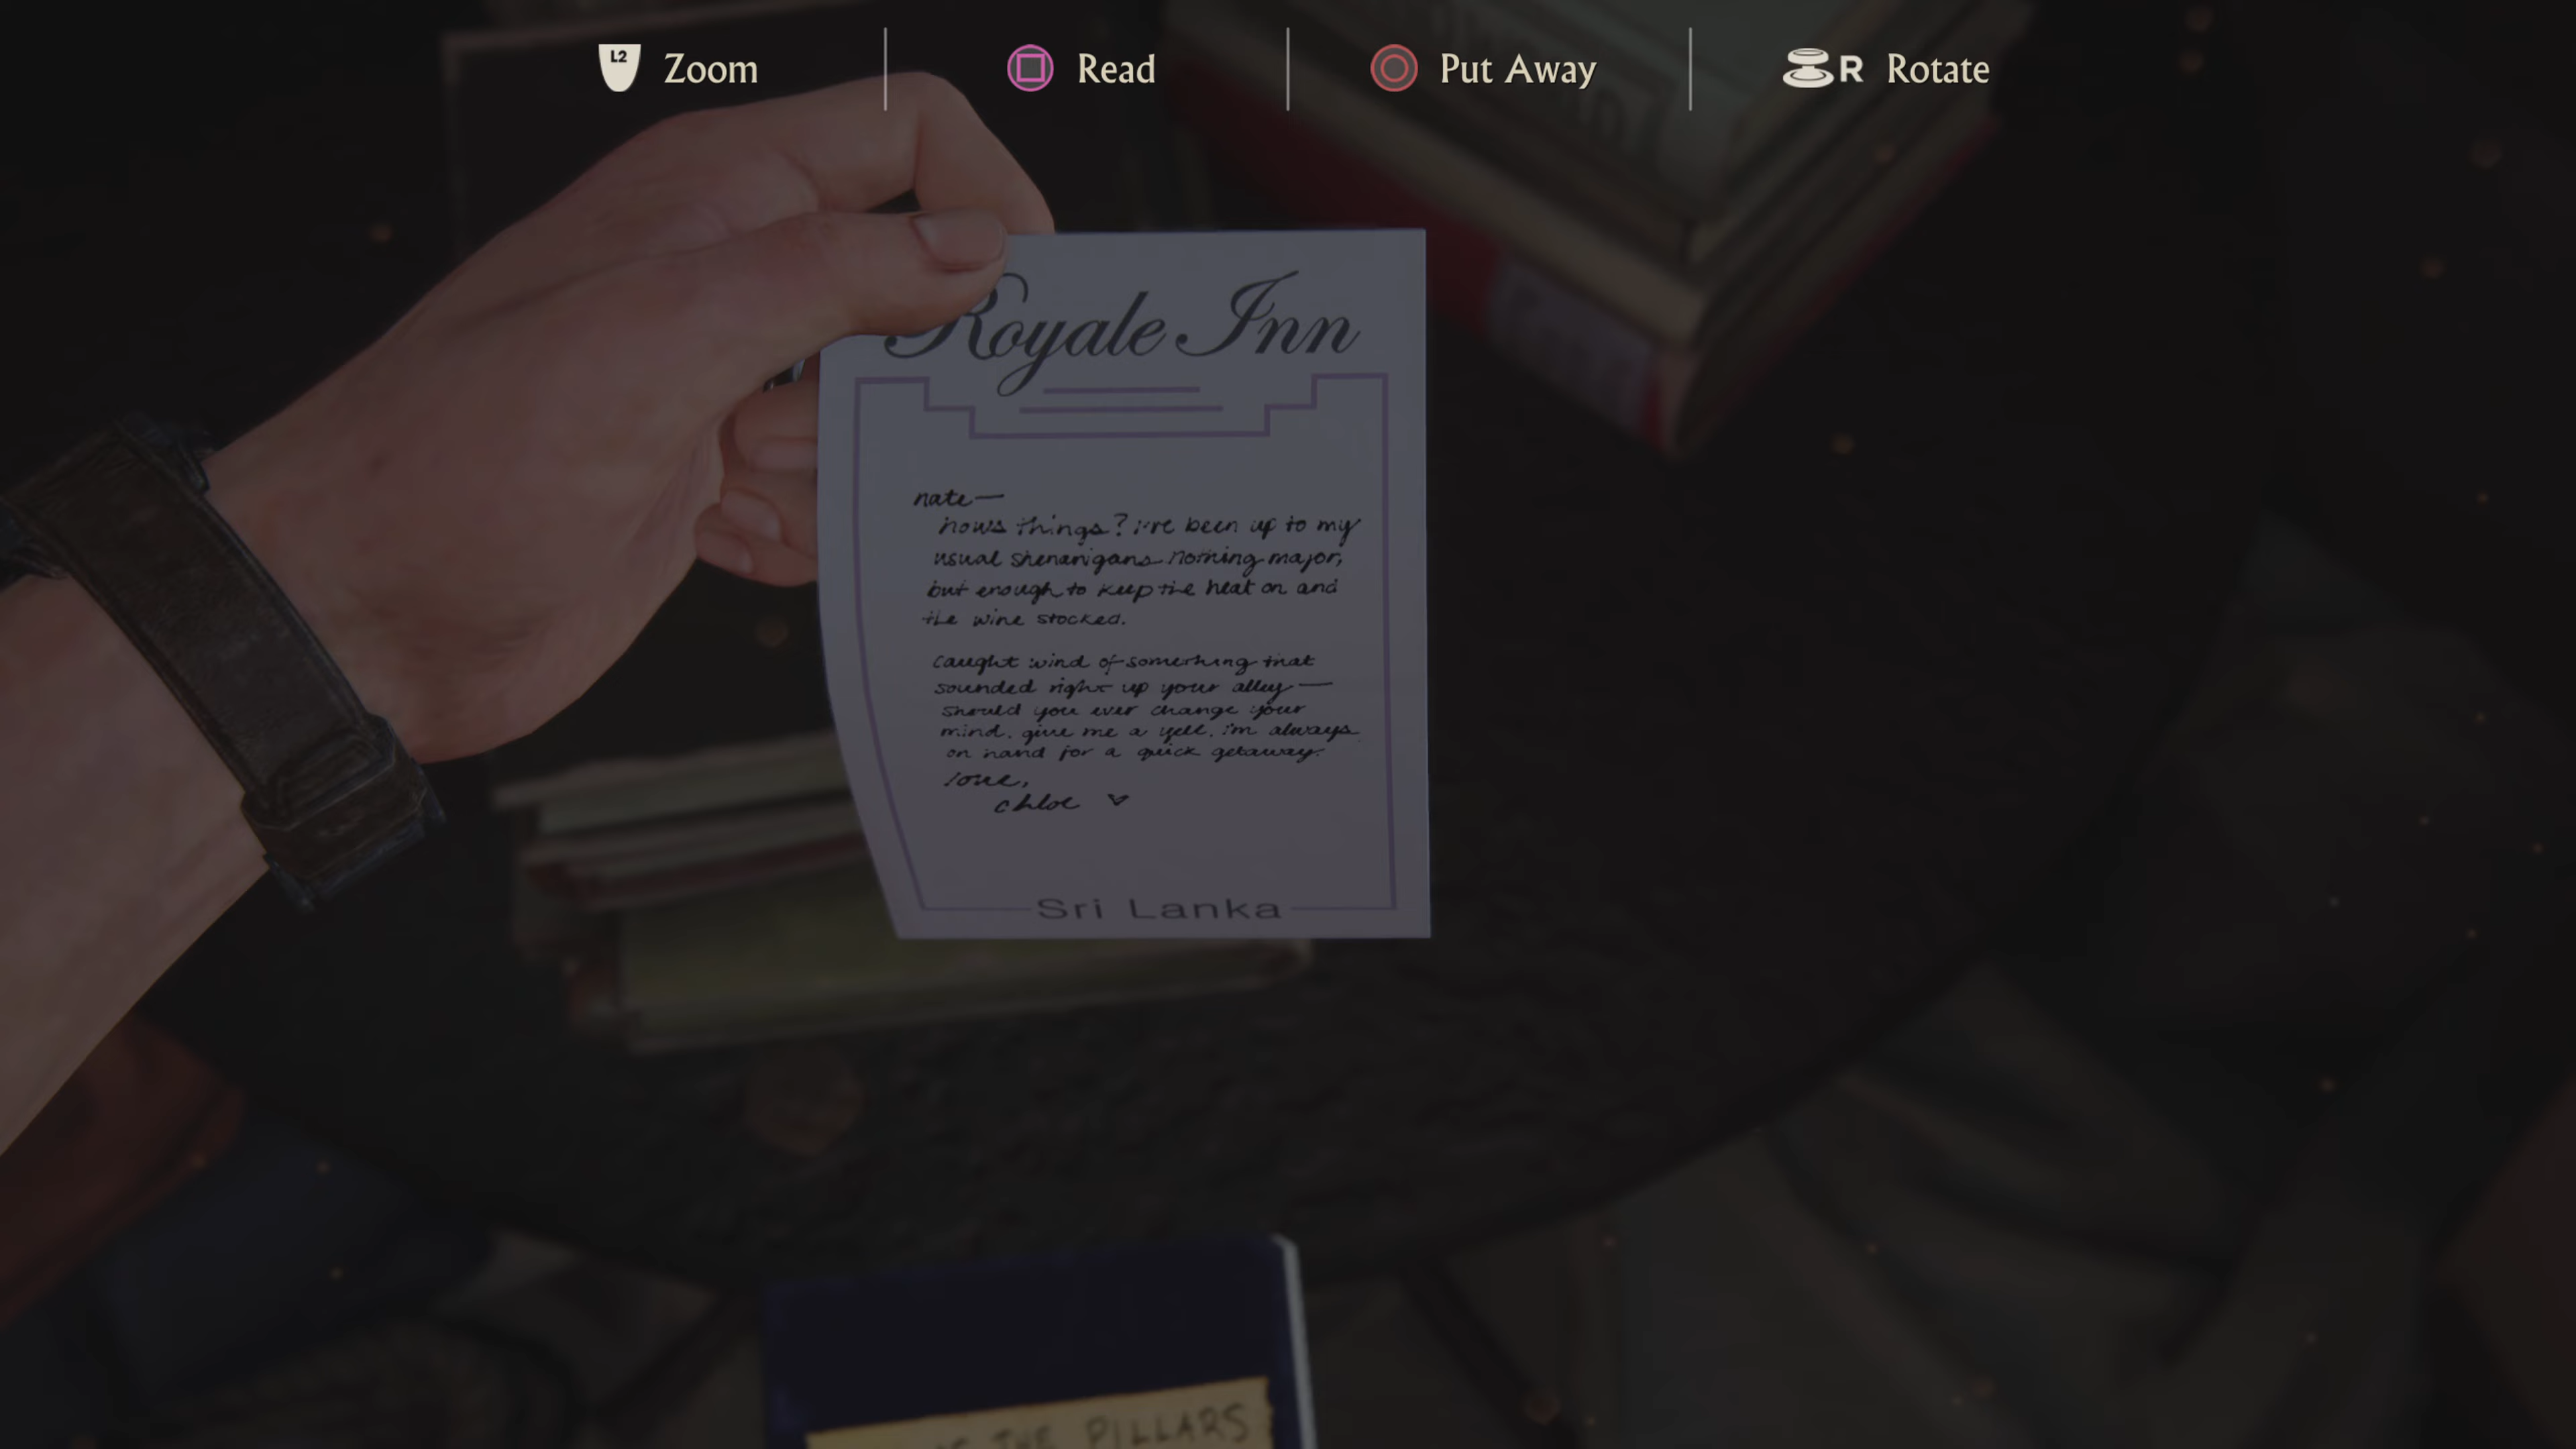 L2 Zoom
Read
Put Away
R Rotate
Royale Inn
nate—
hows things? i've been up to my
usual shenanigans. Nothing major,
but enough to keep the heat on and
the wine stocked.
caught wind of something that
sounded right up your alley—
should you ever change your
mind, give me a yell. i'm always
on hand for a quick getaway.
love,
chloe
Sri Lanka
OF THE PILLARS